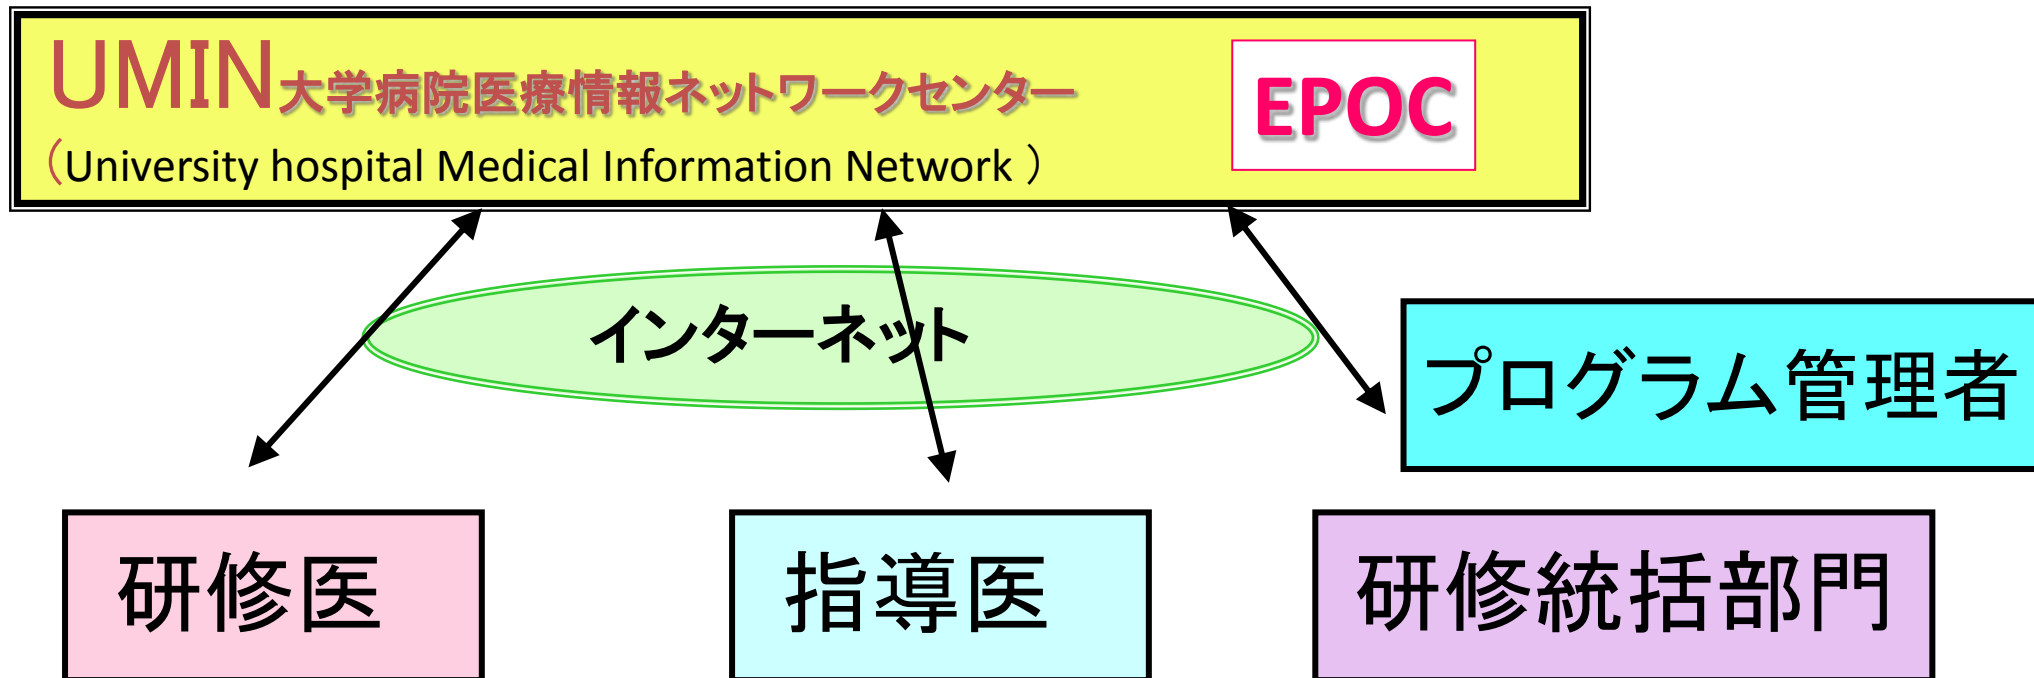 UMIN大学病院医療情報ネットワークセンター
（University hospital Medical Information Network ）
EPOC
インターネット
プログラム管理者
研修医
指導医
研修統括部門